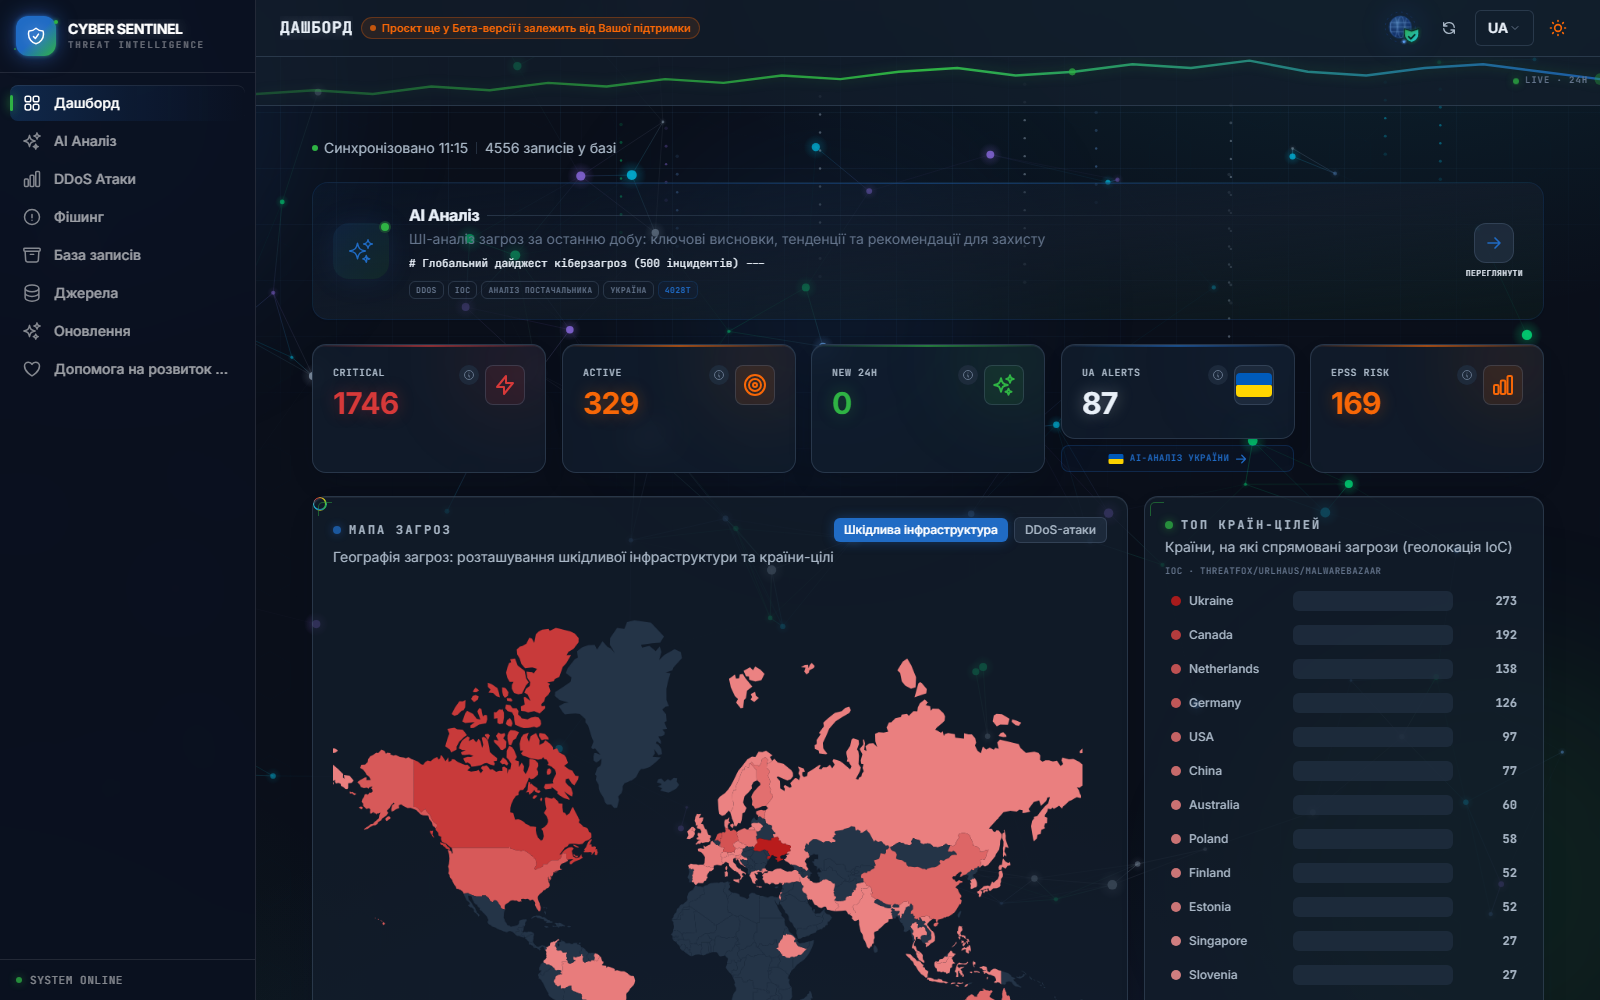 CYBER SENTINEL
THREAT INTELLIGENCE
Дашборд
AI Аналіз
DDoS Атаки
Фішинг
База записів
Джерела
Оновлення
Допомога на розвиток ...
SYSTEM ONLINE
ДАШБОРД
Проєкт ще у Бета-версії і залежить від Вашої підтримки
UA
LIVE · 24H
Синхронізовано 11:15 | 4556 записів у базі
AI Аналіз
ШІ-аналіз загроз за останню добу: ключові висновки, тенденції та рекомендації для захисту
# Глобальний дайджест кіберзагроз (500 інцидентів) ---
DDOS
IOC
АНАЛІЗ ПОСТАЧАЛЬНИКА
УКРАЇНА
4028Т
ПЕРЕГЛЯНУТИ
CRITICAL
1746
ACTIVE
329
NEW 24H
0
UA ALERTS
87
AI-АНАЛІЗ УКРАЇНИ →
EPSS RISK
169
МАПА ЗАГРОЗ
Шкідлива інфраструктура
DDoS-атаки
Географія загроз: розташування шкідливої інфраструктури та країни-цілі
ТОП КРАЇН-ЦІЛЕЙ
Країни, на які спрямовані загрози (геолокація IoC)
IOC · THREATFOX/URLHAUS/MALWAREBAZAAR
Ukraine 273
Canada 192
Netherlands 138
Germany 126
USA 97
China 77
Australia 60
Poland 58
Finland 52
Estonia 52
Singapore 27
Slovenia 27